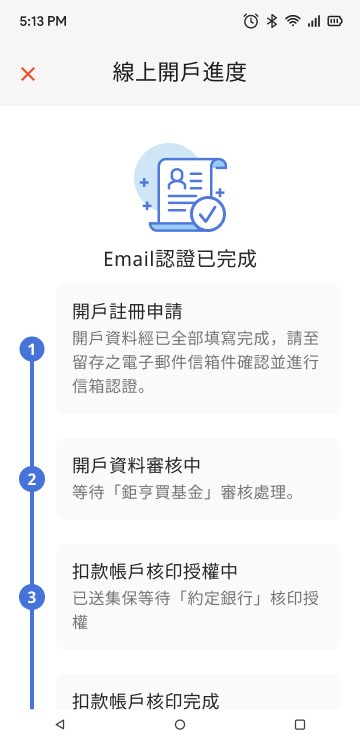 5:13 PM
線上開戶進度
Email認證已完成
開戶註冊申請
1
開戶資料經已全部填寫完成，請至
留存之電子郵件信箱件確認並進行
信箱認證。
開戶資料審核中
2
等待「鉅亨買基金」審核處理。
扣款帳戶核印授權中
3
已送集保等待「約定銀行」核印授
權
扣款帳戶核印完成